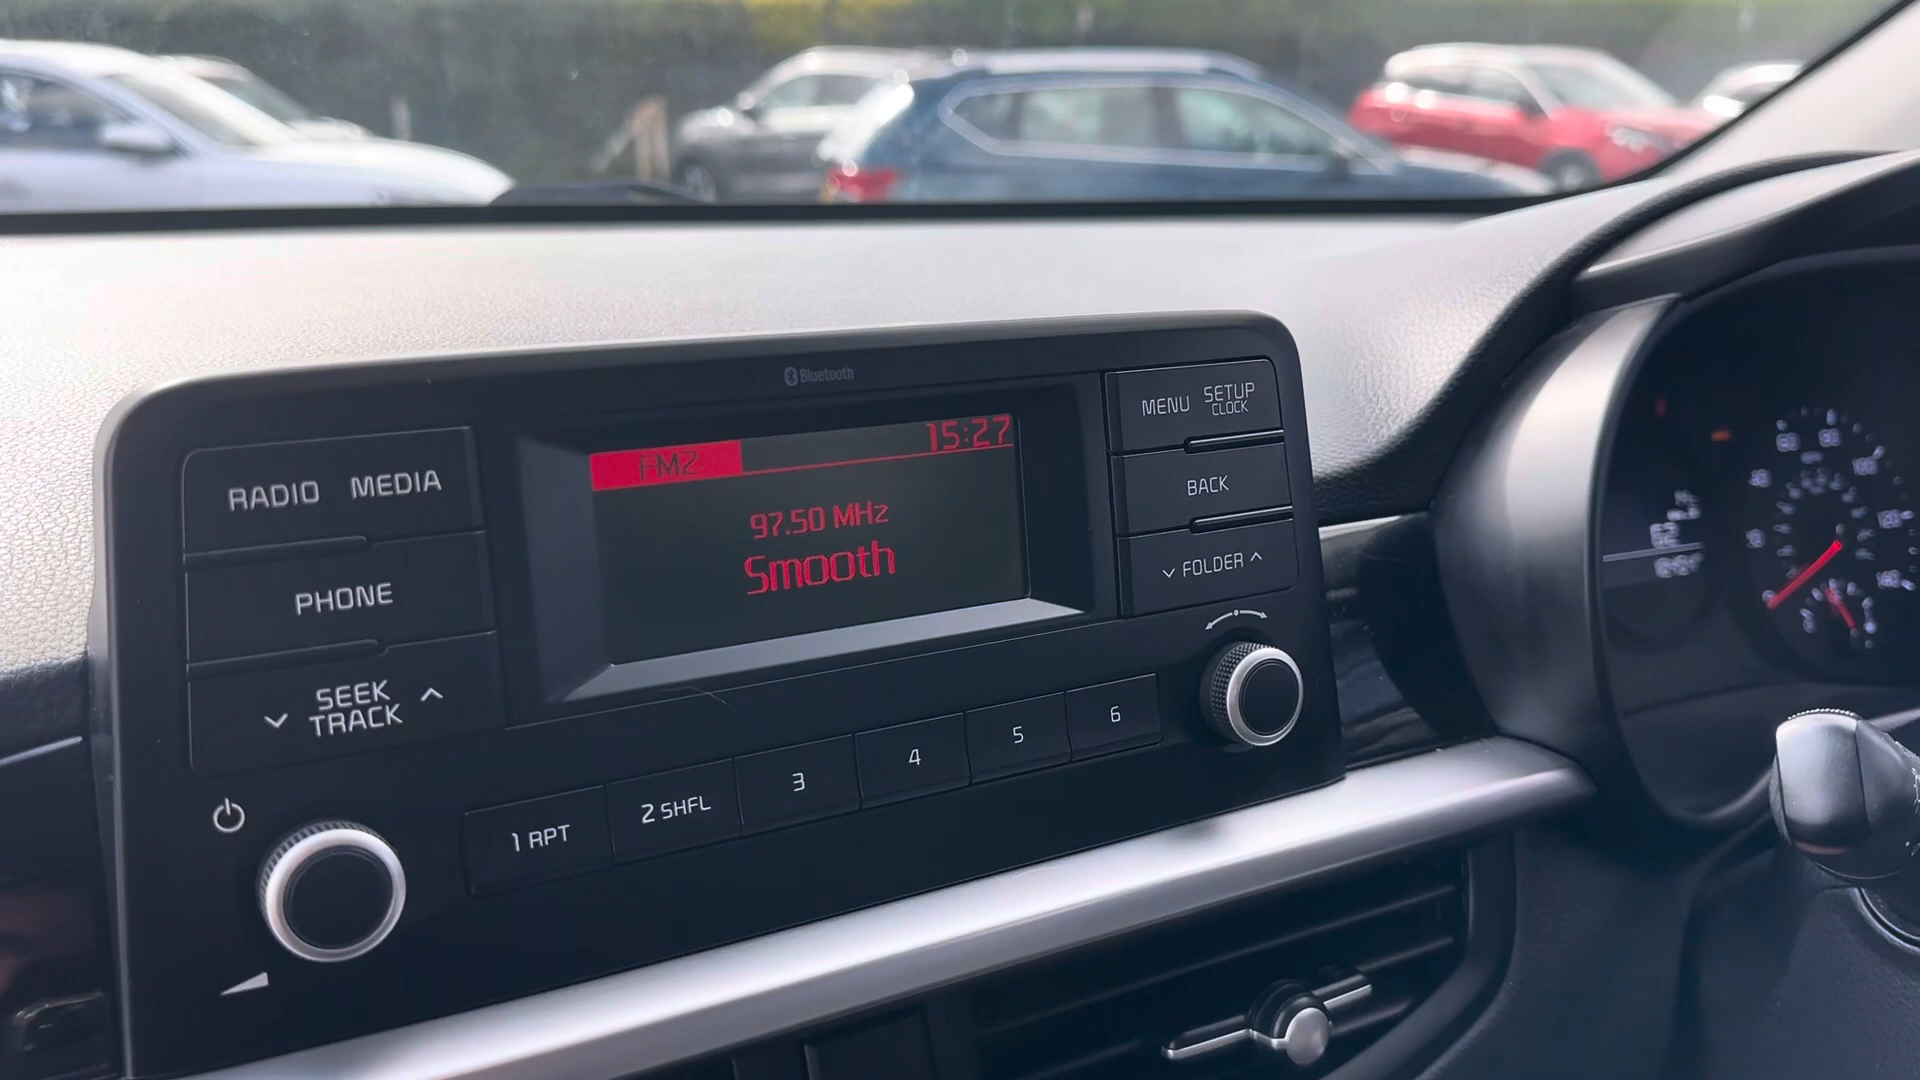 Bluetooth
RADIO MEDIA
PHONE
SEEK
TRACK
FM2 15:27
97.50 MHz
Smooth
MENU SETUP
CLOCK
BACK
FOLDER
1 RPT
2 SHFL
3
4
5
6